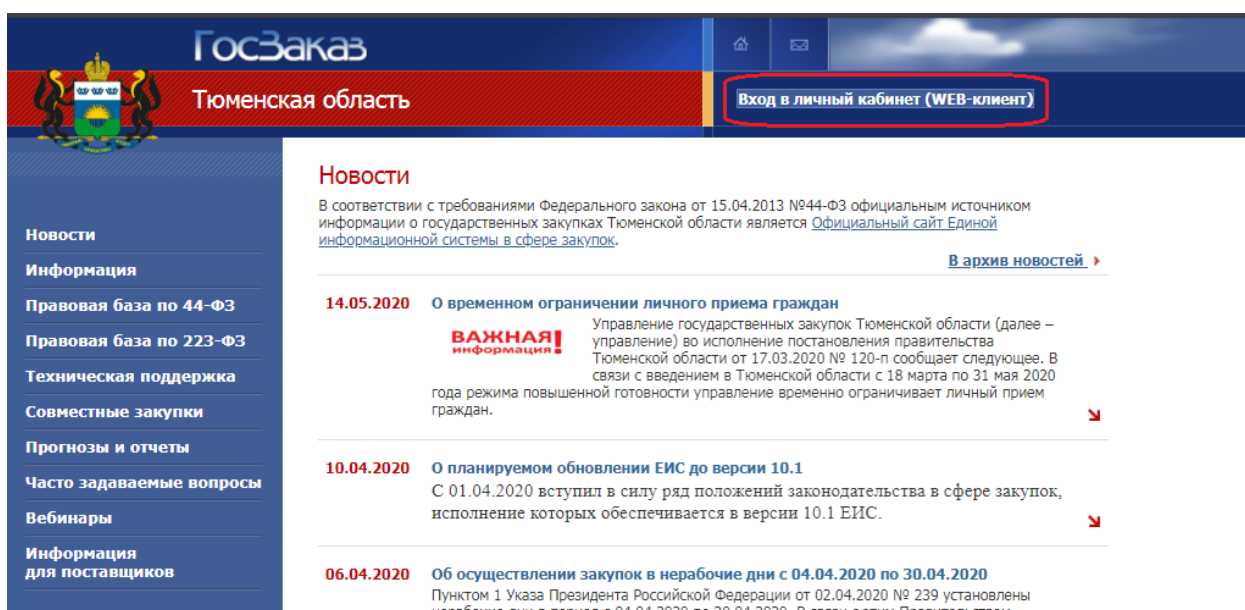 ГосЗаказ
Тюменская область
Вход в личный кабинет (WEB-клиент)
Новости
Информация
Правовая база по 44-ФЗ
Правовая база по 223-ФЗ
Техническая поддержка
Совместные закупки
Прогнозы и отчеты
Часто задаваемые вопросы
Вебинары
Информация
для поставщиков
Новости
В соответствии с требованиями Федерального закона от 15.04.2013 №44-ФЗ официальным источником
информации о государственных закупках Тюменской области является Официальный сайт Единой
информационной системы в сфере закупок.
В архив новостей
14.05.2020 О временном ограничении личного приема граждан
ВАЖНАЯ!
информация
Управление государственных закупок Тюменской области (далее –
управление) во исполнение постановления правительства
Тюменской области от 17.03.2020 № 120-п сообщает следующее. В
связи с введением в Тюменской области с 18 марта по 31 мая 2020
года режима повышенной готовности управление временно ограничивает личный прием
граждан.
10.04.2020 О планируемом обновлении ЕИС до версии 10.1
С 01.04.2020 вступил в силу ряд положений законодательства в сфере закупок,
исполнение которых обеспечивается в версии 10.1 ЕИС.
06.04.2020 Об осуществлении закупок в нерабочие дни с 04.04.2020 по 30.04.2020
Пунктом 1 Указа Президента Российской Федерации от 02.04.2020 № 239 установлены